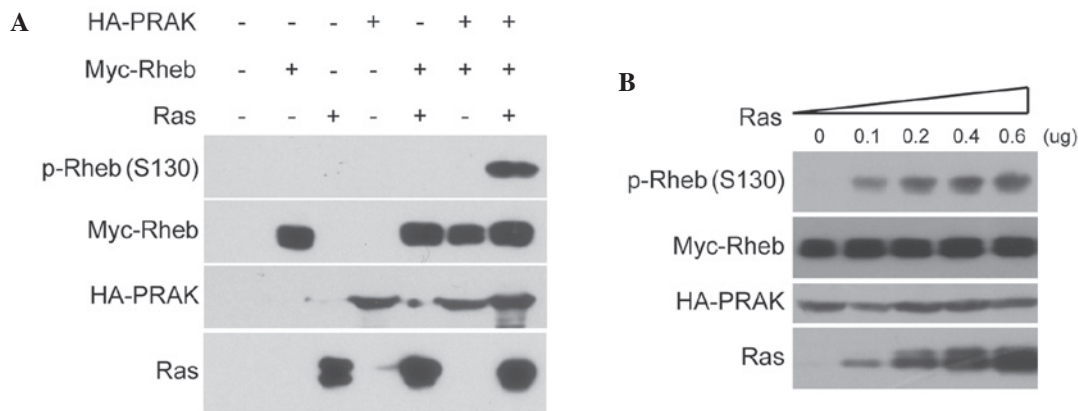 A
HA-PRAK - - - + - + +
Myc-Rheb - + - - + + +
Ras - - + - + - +
p-Rheb (S130)
Myc-Rheb
HA-PRAK
Ras
B
Ras
0 0.1 0.2 0.4 0.6 (ug)
p-Rheb (S130)
Myc-Rheb
HA-PRAK
Ras